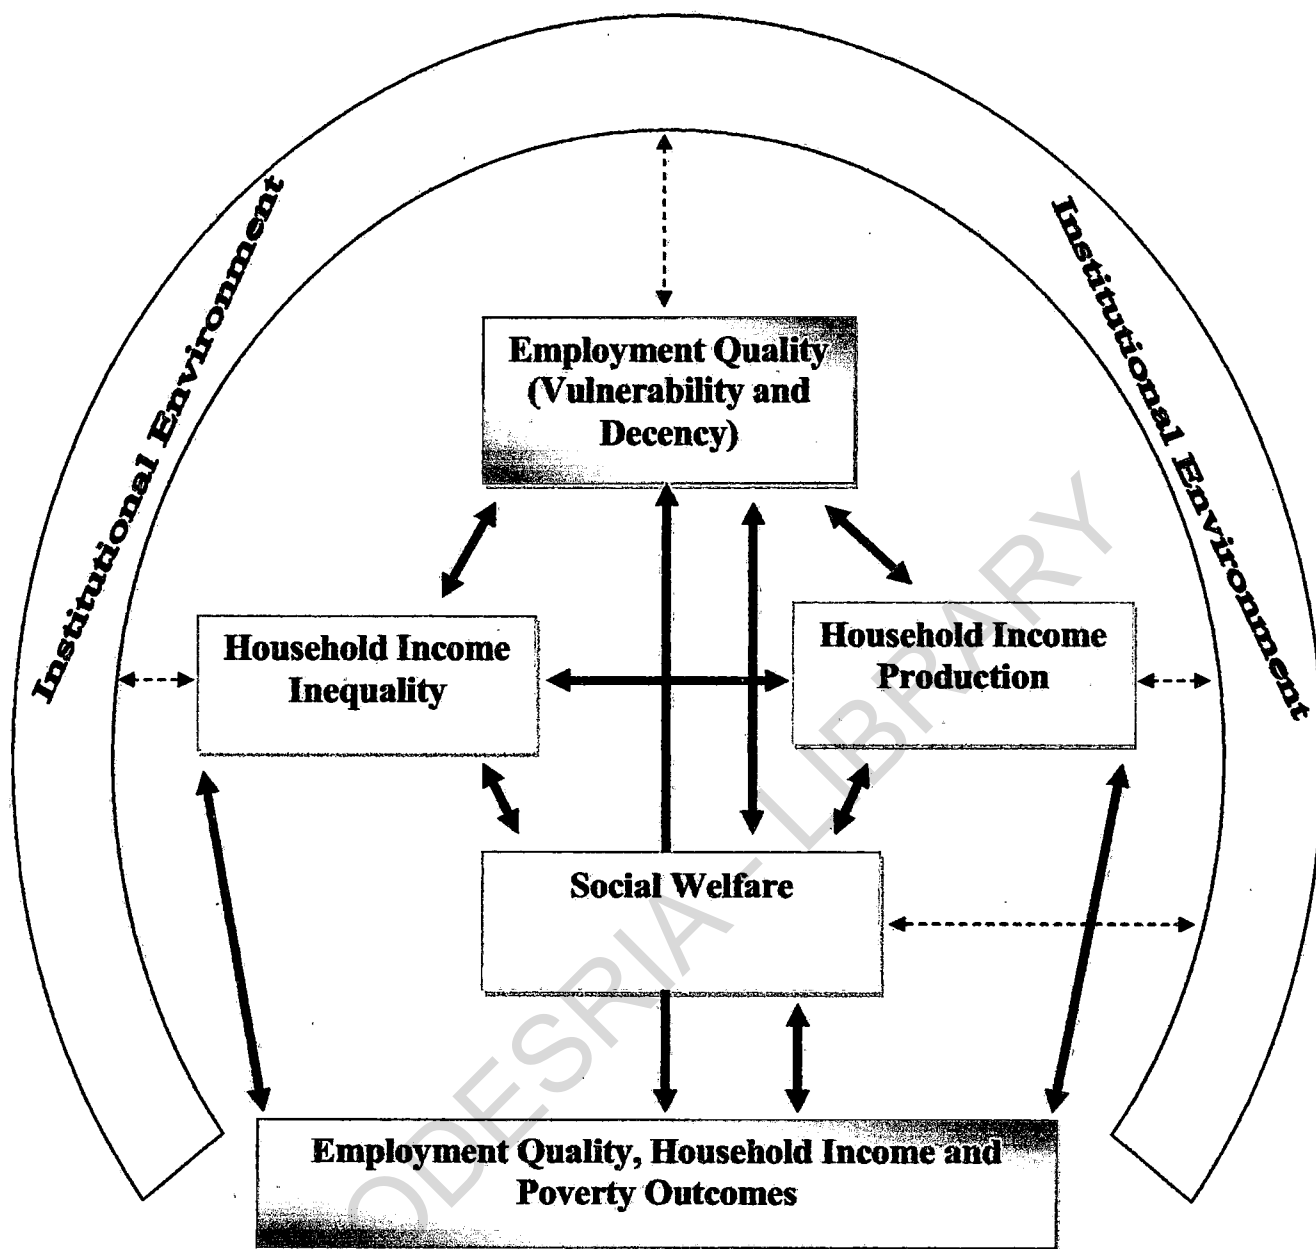 Institutional Environment
Institutional Environment
Employment Quality
(Vulnerability and
Decency)
Household Income
Inequality
Household Income
Production
Social Welfare
Employment Quality, Household Income and
Poverty Outcomes
ODESRIA - LIBRARY